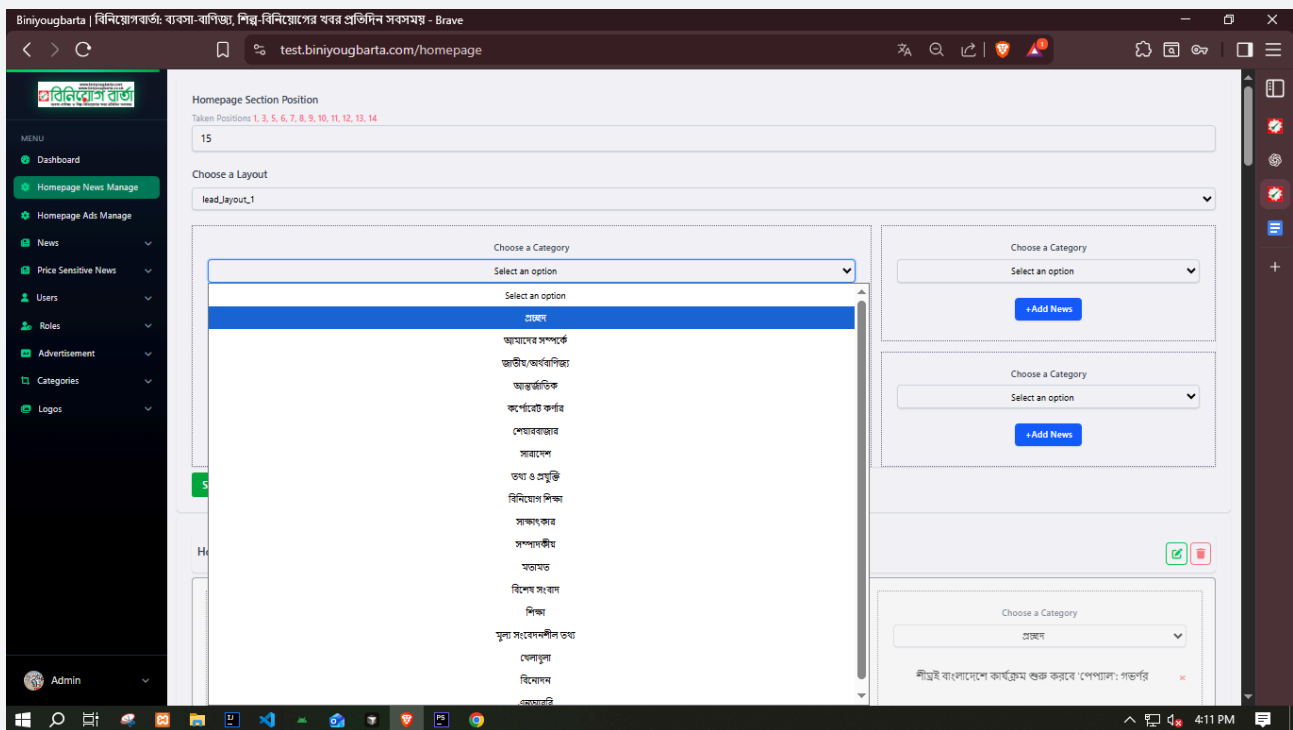 Biniyougbarta | বিনিয়োগবার্তা: ব্যবসা-বাণিজ্য, শিল্প-বিনিয়োগের খবর প্রতিদিন সবসময় - Brave
test.biniyougbarta.com/homepage
বিনিয়োগ বার্তা
MENU
Dashboard
Homepage News Manage
Homepage Ads Manage
News
Price Sensitive News
Users
Roles
Advertisement
Categories
Logos
Admin
Homepage Section Position
Taken Positions 1, 3, 5, 6, 7, 8, 9, 10, 11, 12, 13, 14
15
Choose a Layout
lead_layout_1
Choose a Category
Select an option
Select an option
প্রচ্ছেদ
আমাদের সম্পর্কে
জাতীয়/অর্থবাণিজ্য
আন্তর্জাতিক
কর্পোরেট কর্ণার
শেয়ারবাজার
সারাদেশ
তথ্য ও প্রযুক্তি
বিনিয়োগ শিক্ষা
সাক্ষাৎকার
সম্পাদকীয়
মতামত
বিশেষ সংবাদ
শিক্ষা
মূল্য সংবেদনশীল তথ্য
খেলাধুলা
বিনোদন
Choose a Category
Select an option
+Add News
Choose a Category
Select an option
+Add News
Choose a Category
প্রচ্ছেদ
শীঘ্রই বাংলাদেশে কার্যক্রম শুরু করবে 'পেপ্যাল': গভর্ণর
4:11 PM